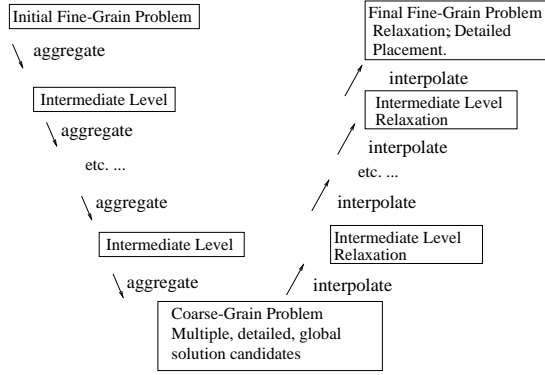 Initial Fine-Grain Problem
aggregate
Intermediate Level
aggregate
etc. ...
aggregate
Intermediate Level
aggregate
Coarse-Grain Problem
Multiple, detailed, global
solution candidates
interpolate
Intermediate Level
Relaxation
interpolate
etc. ...
interpolate
Intermediate Level
Relaxation
interpolate
Final Fine-Grain Problem
Relaxation; Detailed
Placement.